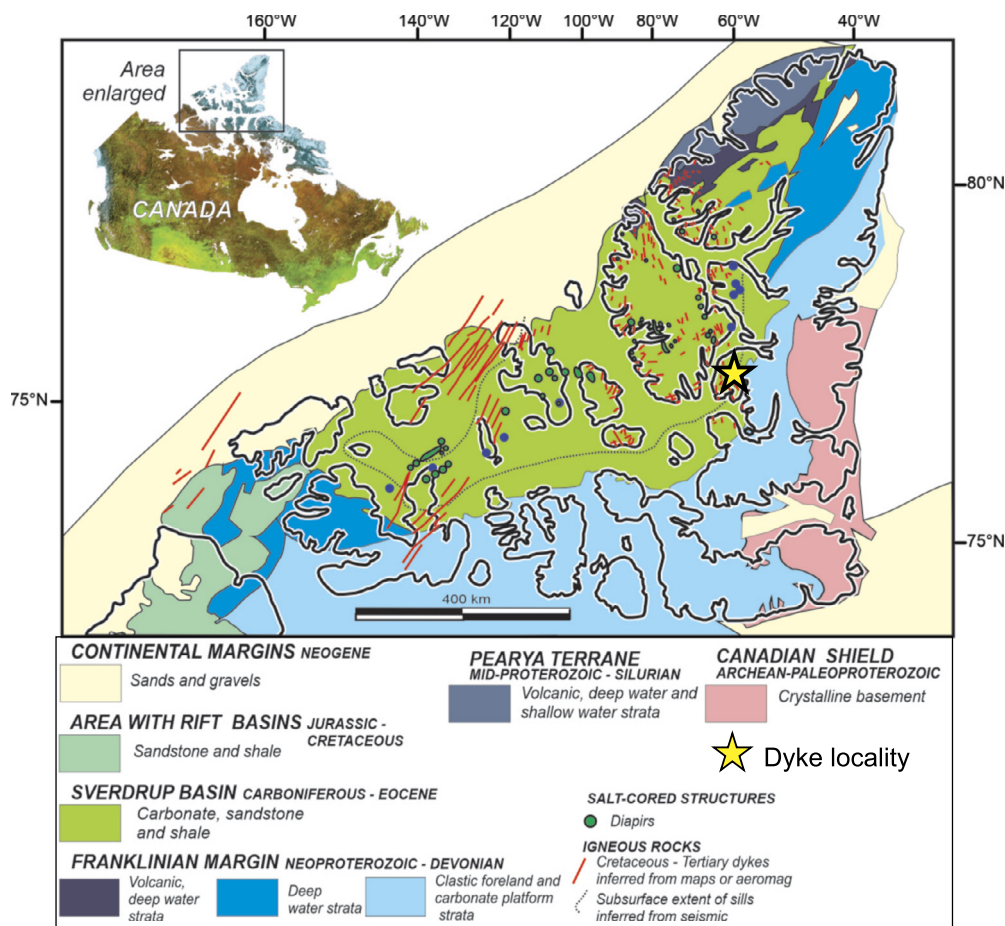 160°W 140°W 120°W 100°W 80°W 60°W 40°W
Area
enlarged
CANADA
80°N
75°N
75°N
400 km
CONTINENTAL MARGINS NEOGENE
Sands and gravels
AREA WITH RIFT BASINS JURASSIC -
CRETACEOUS
Sandstone and shale
SVERDRUP BASIN CARBONIFEROUS - EOCENE
Carbonate, sandstone
and shale
FRANKLINIAN MARGIN NEOPROTEROZOIC - DEVONIAN
Volcanic,
deep water
strata
Deep
water strata
Clastic foreland and
carbonate platform
strata
PEARYA TERRANE
MID-PROTEROZOIC - SILURIAN
Volcanic, deep water and
shallow water strata
CANADIAN SHIELD
ARCHEAN-PALEOPROTEROZOIC
Crystalline basement
Dyke locality
SALT-CORED STRUCTURES
Diapirs
IGNEOUS ROCKS
Cretaceous - Tertiary dykes
inferred from maps or aeromag
Subsurface extent of sills
inferred from seismic